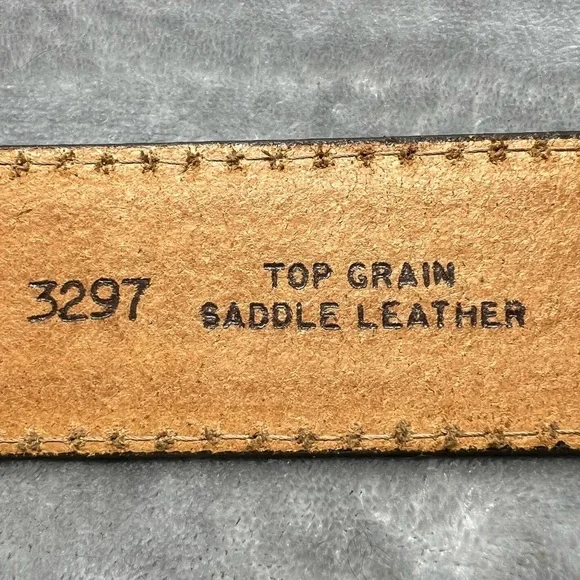 3297
TOP GRAIN
SADDLE LEATHER